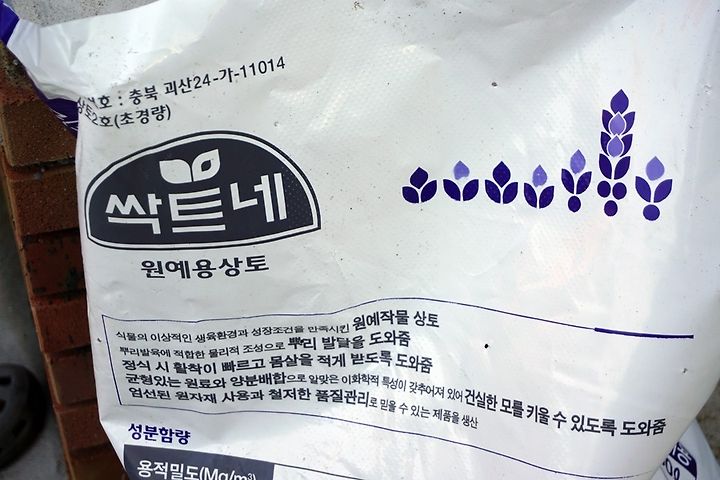 호 : 충북 괴산24-가-11014
상토2호(초경량)
싹튼네
원예용상토
식물의 이상적인 생육환경과 성장조건을 만족시킨 원예작물 상토
뿌리발육에 적합한 물리적 조성으로 뿌리 발달을 도와줌
정식 시 활착이 빠르고 몸살을 적게 받도록 도와줌
균형있는 원료와 양분배합으로 알맞은 이화학적 특성이 갖추어져 있어 건실한 모를 키울 수 있도록 도와줌
엄선된 원자재 사용과 철저한 품질관리로 믿을 수 있는 제품을 생산
성분함량
용적밀도(Mg/m³)